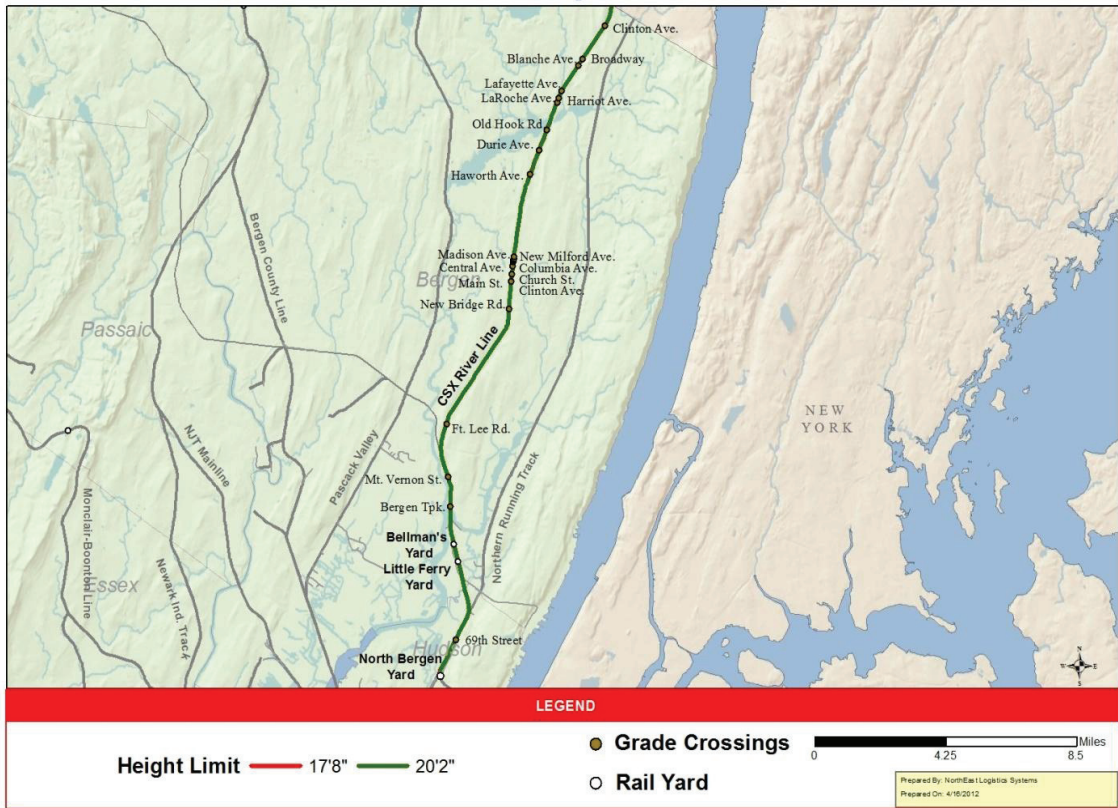 Clinton Ave.
Blanche Ave.
Broadway
Lafayette Ave.
LaRoche Ave.
Harriot Ave.
Old Hook Rd.
Durie Ave.
Haworth Ave.
Madison Ave.
New Milford Ave.
Central Ave.
Columbia Ave.
Church St.
Main St.
Clinton Ave.
New Bridge Rd.
Bergen
Bergen County Line
Passaic
CSX River Line
NEW
YORK
Ft. Lee Rd.
Pascack Valley
NJT Mainline
Mt. Vernon St.
Bergen Tpk.
Northern Running Track
Monclair-Boonton Line
Bellman's
Yard
Little Ferry
Yard
Essex
Newark Ind. Track
69th Street
Hudson
North Bergen
Yard
N
W
E
S
LEGEND
Height Limit 17'8" 20'2"
Grade Crossings
Rail Yard
0 4.25 8.5 Miles
Prepared By: NorthEast Logistics Systems
Prepared On: 4/16/2012